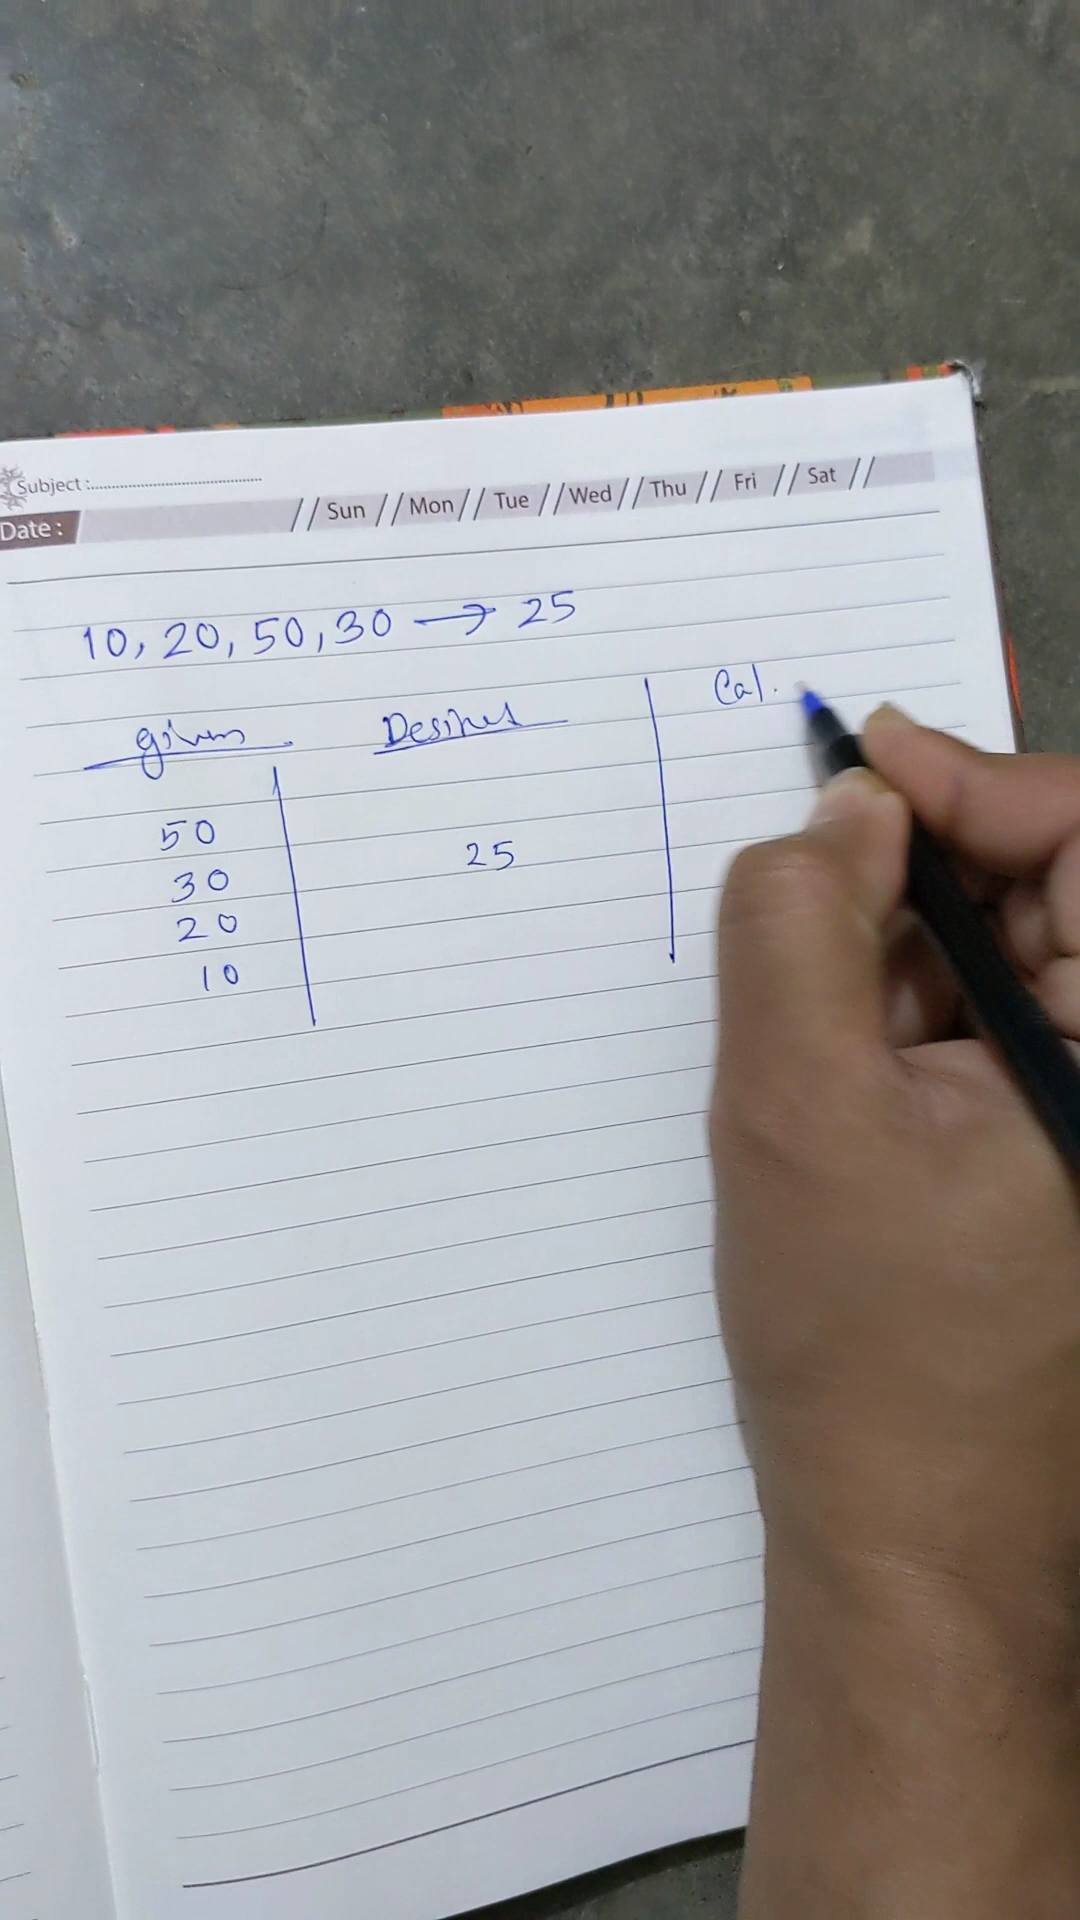 Subject :
Date : // Sun // Mon // Tue // Wed // Thu // Fri // Sat //
10, 20, 50, 30 → 25
given Desires Cal.
50
25
30
20
10